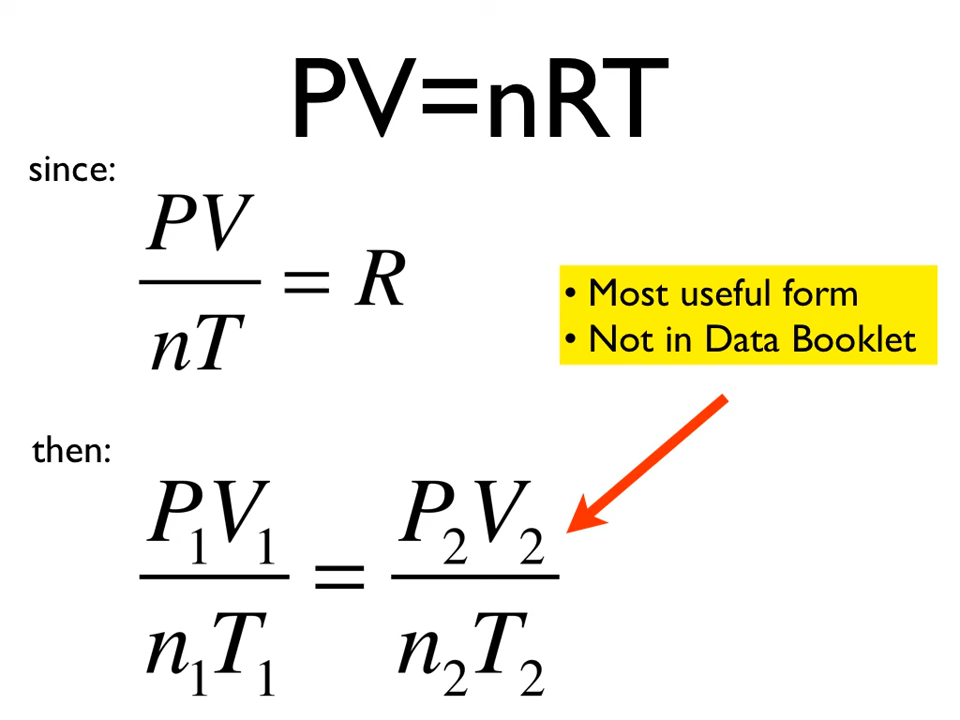 PV=nRT
since:
PV/nT = R
• Most useful form
• Not in Data Booklet
then:
P₁V₁/n₁T₁ = P₂V₂/n₂T₂